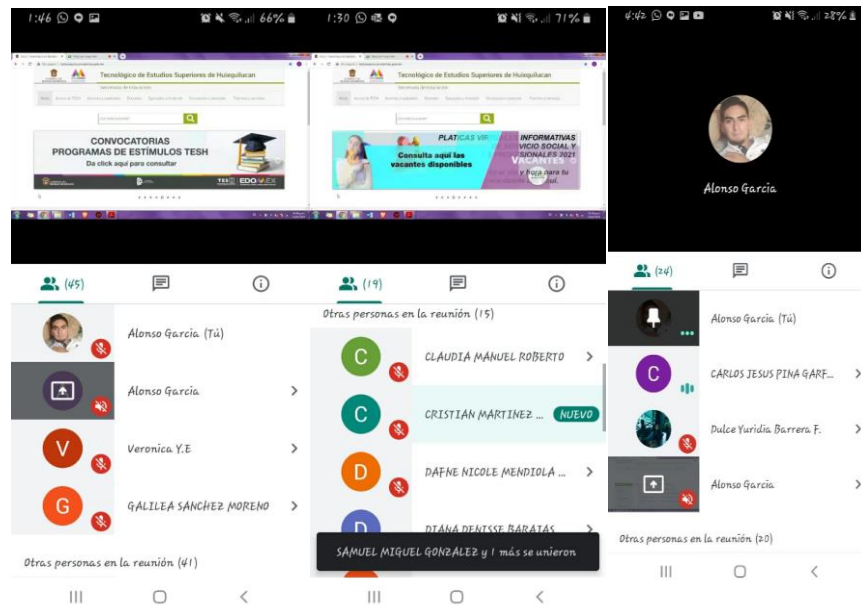 1:46
66%
Tecnológico de Estudios Superiores de Huixquilucan
CONVOCATORIAS
PROGRAMAS DE ESTÍMULOS TESH
Da click aquí para consultar
EDOMEX
(45)
Alonso Garcia (Tú)
Alonso Garcia
Veronica Y.E
GALILEA SANCHEZ MORENO
Otras personas en la reunión (41)
1:30
71%
Tecnológico de Estudios Superiores de Huixquilucan
PLATICAS INFORMATIVAS
Consulta aquí las
vacantes disponibles
VACANTES
(19)
Otras personas en la reunión (15)
C
CLAUDIA MANUEL ROBERTO
C
CRISTIAN MARTINEZ ...
NUEVO
D
DAFNE NICOLE MENDIOLA ...
D
DIANA DENISSE BARAJAS
SAMUEL MIGUEL GONZALEZ y 1 más se unieron
4:42
28%
Alonso Garcia
(24)
Alonso Garcia (Tú)
C
CARLOS JESUS PINA GARF...
Dulce Yuridia Barrera F.
Alonso Garcia
Otras personas en la reunión (20)